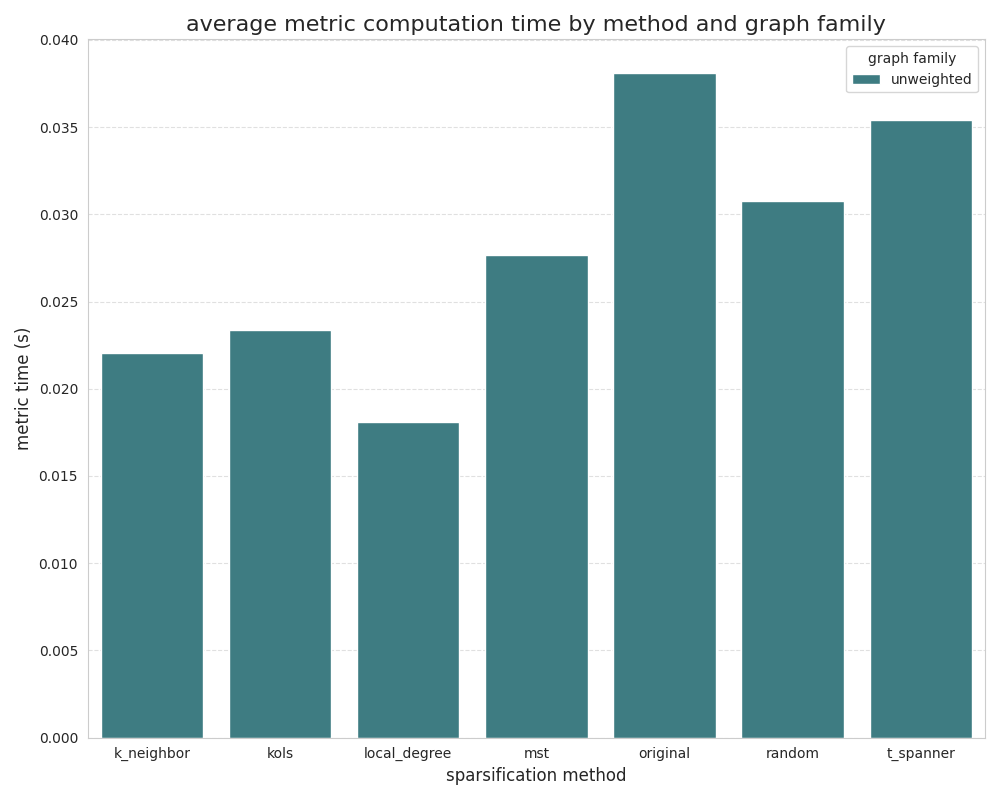 average metric computation time by method and graph family
graph family
unweighted
metric time (s)
0.040
0.035
0.030
0.025
0.020
0.015
0.010
0.005
0.000
k_neighbor kols local_degree mst original random t_spanner
sparsification method